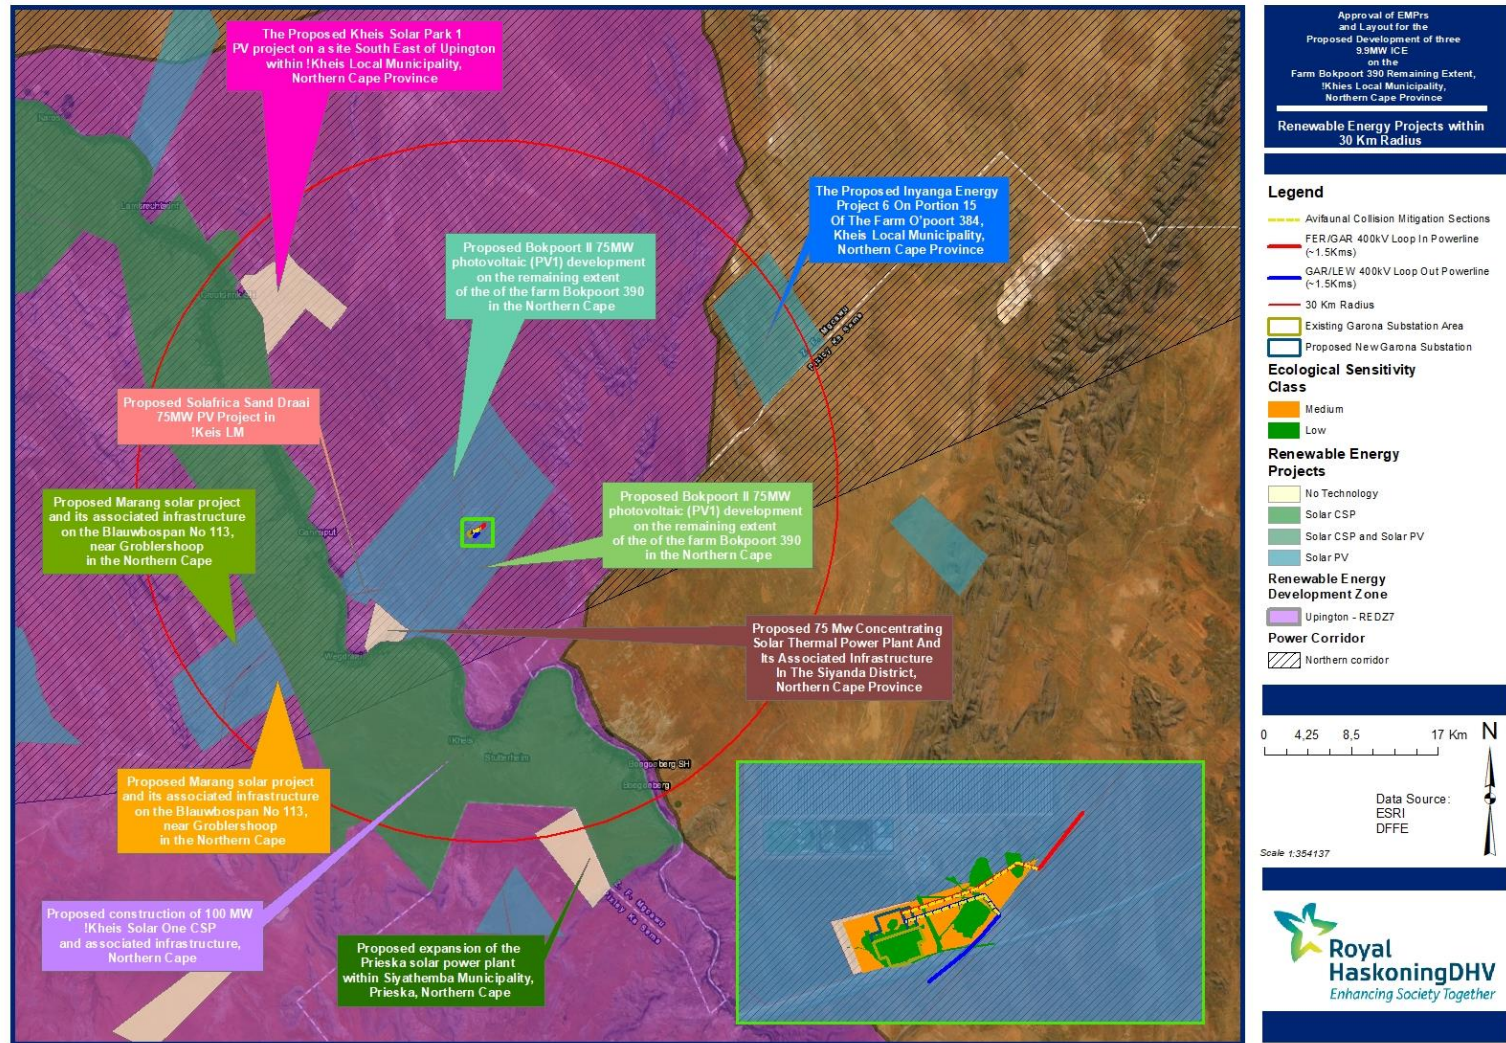 The Proposed Kheis Solar Park 1
PV project on a site South East of Upington
within !Kheis Local Municipality,
Northern Cape Province
The Proposed Inyanga Energy
Project 6 On Portion 15
Of The Farm O'poort 384,
Kheis Local Municipality,
Northern Cape Province
Proposed Bokpoort II 75MW
photovoltaic (PV1) development
on the remaining extent
of the of the farm Bokpoort 390
in the Northern Cape
Proposed Solafrica Sand Draai
75MW PV Project in
!Keis LM
Proposed Marang solar project
and its associated infrastructure
on the Blauwbospan No 113,
near Groblershoop
in the Northern Cape
Proposed Bokpoort II 75MW
photovoltaic (PV1) development
on the remaining extent
of the of the farm Bokpoort 390
in the Northern Cape
Proposed 75 Mw Concentrating
Solar Thermal Power Plant And
Its Associated Infrastructure
In The Siyanda District,
Northern Cape Province
Proposed Marang solar project
and its associated infrastructure
on the Blauwbospan No 113,
near Groblershoop
in the Northern Cape
Proposed construction of 100 MW
!Kheis Solar One CSP
and associated infrastructure,
Northern Cape
Proposed expansion of the
Prieska solar power plant
within Siyathemba Municipality,
Prieska, Northern Cape
!Kheis
Stutterheim
Boegoeberg SH
Boegoeberg
Z. F. Mgcawu
Pixley Ka Seme
Z. F. Mgcawu
Pixley Ka Seme
Approval of EMPrs
and Layout for the
Proposed Development of three
9.9MW ICE
on the
Farm Bokpoort 390 Remaining Extent,
!Khies Local Municipality,
Northern Cape Province
Renewable Energy Projects within
30 Km Radius
Legend
Avifaunal Collision Mitigation Sections
FER/GAR 400kV Loop In Powerline
(~1.5Kms)
GAR/LEW 400kV Loop Out Powerline
(~1.5Kms)
30 Km Radius
Existing Garona Substation Area
Proposed New Garona Substation
Ecological Sensitivity
Class
Medium
Low
Renewable Energy
Projects
No Technology
Solar CSP
Solar CSP and Solar PV
Solar PV
Renewable Energy
Development Zone
Upington - REDZ7
Power Corridor
Northern corridor
0 4,25 8,5 17 Km
N
Data Source:
ESRI
DFFE
Scale 1:354137
Royal
HaskoningDHV
Enhancing Society Together